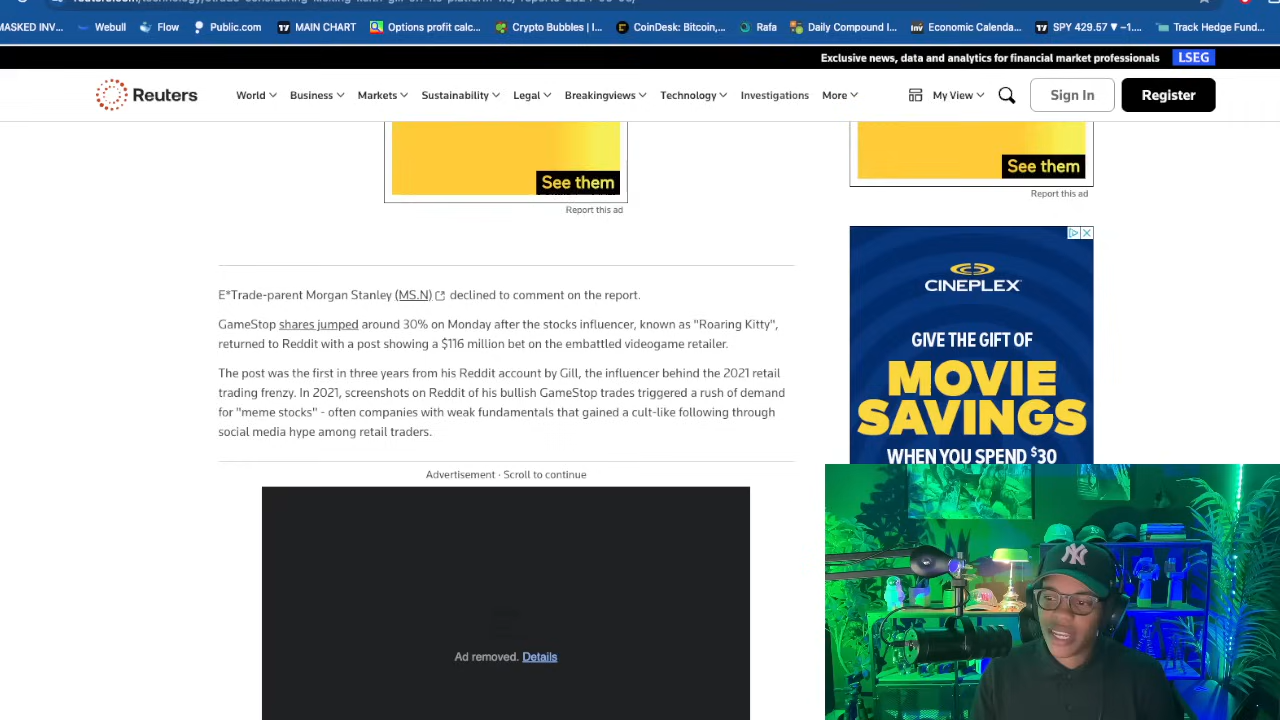 MASKED INV...
Webull
Flow
Public.com
MAIN CHART
Options profit calc...
Crypto Bubbles | I...
CoinDesk: Bitcoin,...
Rafa
Daily Compound I...
Economic Calenda...
SPY 429.57 ▼ −1....
Track Hedge Fund...
Exclusive news, data and analytics for financial market professionals
LSEG
Reuters
World
Business
Markets
Sustainability
Legal
Breakingviews
Technology
Investigations
More
My View
Sign In
Register
See them
Report this ad
See them
Report this ad
E*Trade-parent Morgan Stanley (MS.N) declined to comment on the report.
GameStop shares jumped around 30% on Monday after the stocks influencer, known as "Roaring Kitty",
returned to Reddit with a post showing a $116 million bet on the embattled videogame retailer.
The post was the first in three years from his Reddit account by Gill, the influencer behind the 2021 retail
trading frenzy. In 2021, screenshots on Reddit of his bullish GameStop trades triggered a rush of demand
for "meme stocks" - often companies with weak fundamentals that gained a cult-like following through
social media hype among retail traders.
Advertisement · Scroll to continue
Ad removed. Details
CINEPLEX
GIVE THE GIFT OF
MOVIE
SAVINGS
WHEN YOU SPEND $30
NY